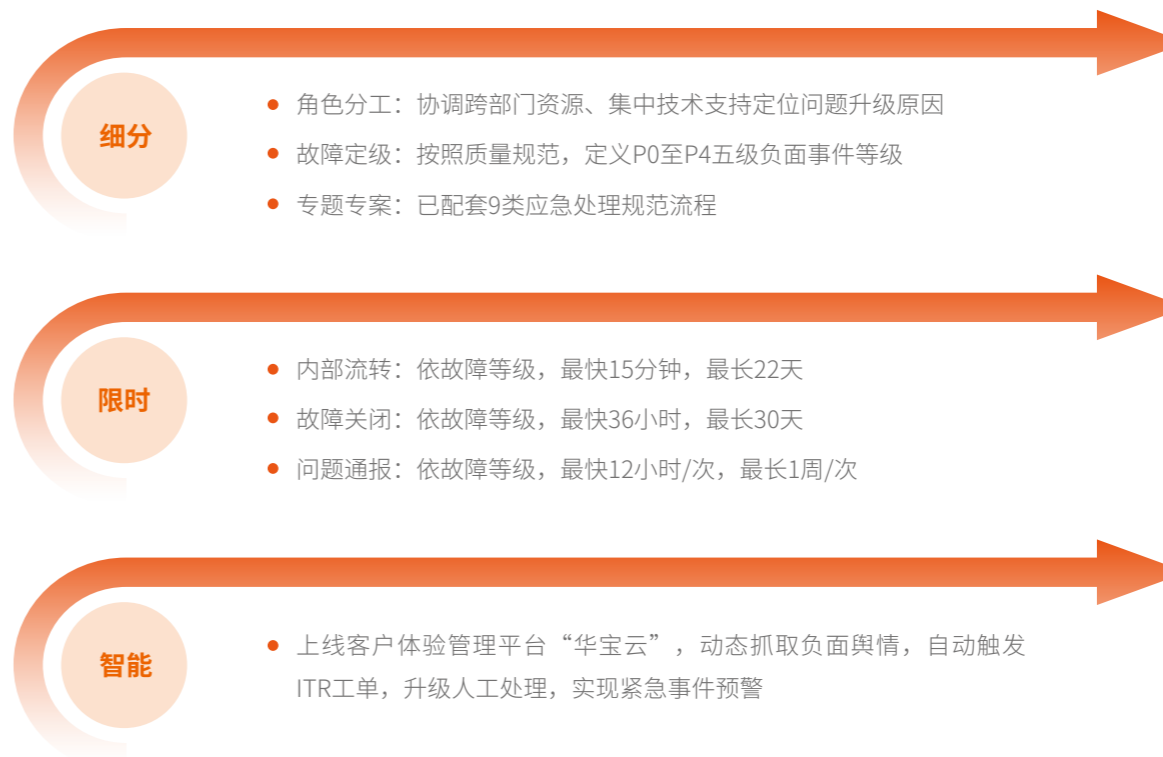 细分
角色分工：协调跨部门资源、集中技术支持定位问题升级原因
故障定级：按照质量规范，定义P0至P4五级负面事件等级
专题专案：已配套9类应急处理规范流程
限时
内部流转：依故障等级，最快15分钟，最长22天
故障关闭：依故障等级，最快36小时，最长30天
问题通报：依故障等级，最快12小时/次，最长1周/次
智能
上线客户体验管理平台“华宝云”，动态抓取负面舆情，自动触发
ITR工单，升级人工处理，实现紧急事件预警